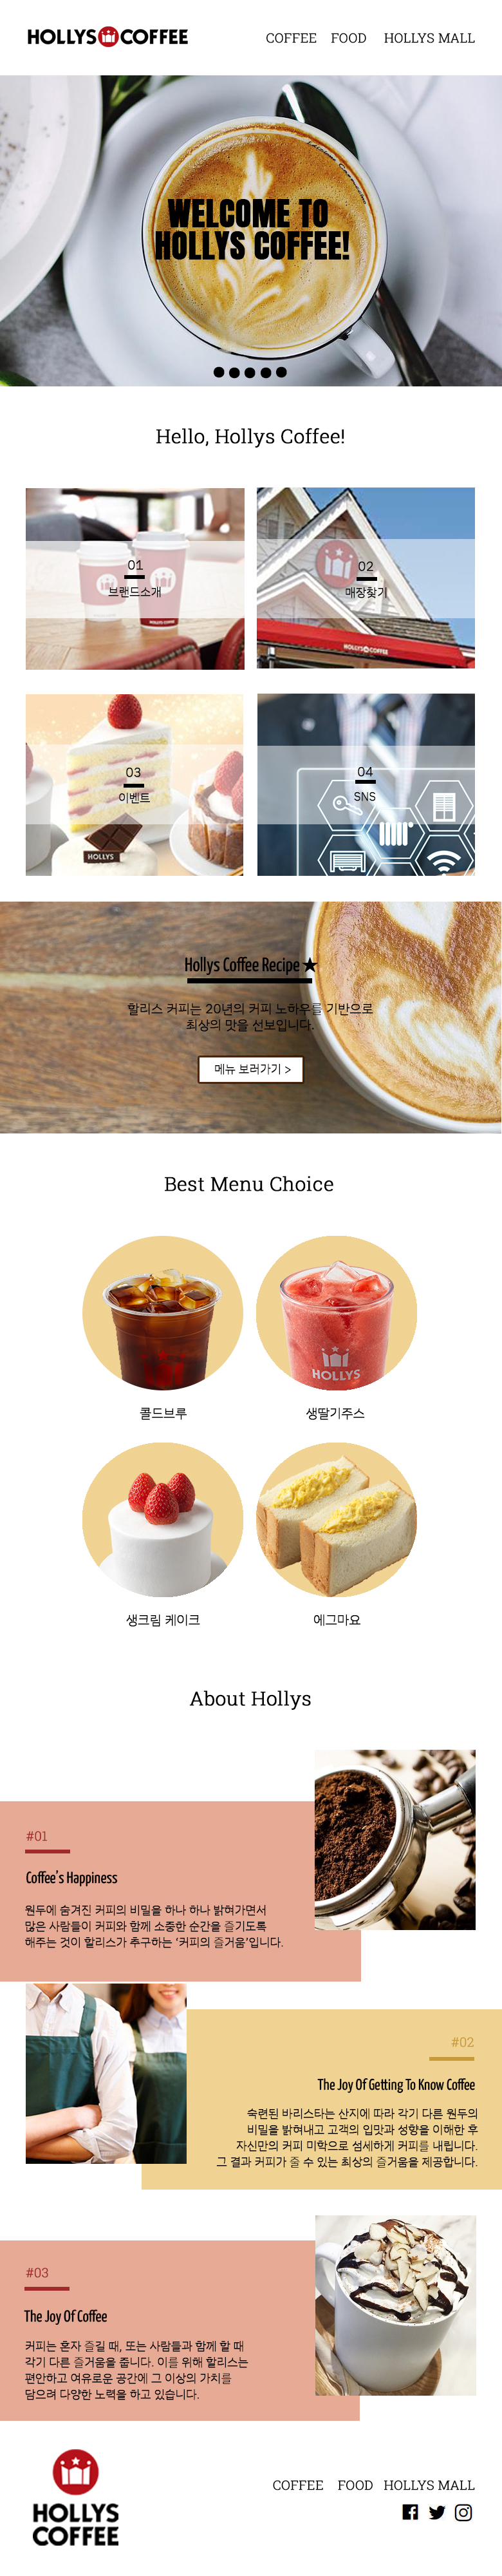 HOLLYS COFFEE
COFFEE FOOD HOLLYS MALL
WELCOME TO
HOLLYS COFFEE!
Hello, Hollys Coffee!
01
브랜드소개
02
매장찾기
HOLLYS COFFEE
03
이벤트
HOLLYS
04
SNS
Hollys Coffee Recipe ★
할리스 커피는 20년의 커피 노하우를 기반으로
최상의 맛을 선보입니다.
메뉴 보러가기 >
Best Menu Choice
HOLLYS
콜드브루
생딸기주스
생크림 케이크
에그마요
About Hollys
#01
Coffee's Happiness
원두에 숨겨진 커피의 비밀을 하나 하나 밝혀가면서
많은 사람들이 커피와 함께 소중한 순간을 즐기도록
해주는 것이 할리스가 추구하는 ‘커피의 즐거움’입니다.
#02
The Joy Of Getting To Know Coffee
숙련된 바리스타는 산지에 따라 각기 다른 원두의
비밀을 밝혀내고 고객의 입맛과 성향을 이해한 후
자신만의 커피 미학으로 섬세하게 커피를 내립니다.
그 결과 커피가 줄 수 있는 최상의 즐거움을 제공합니다.
#03
The Joy Of Coffee
커피는 혼자 즐길 때, 또는 사람들과 함께 할 때
각기 다른 즐거움을 줍니다. 이를 위해 할리스는
편안하고 여유로운 공간에 그 이상의 가치를
담으려 다양한 노력을 하고 있습니다.
HOLLYS
COFFEE
COFFEE FOOD HOLLYS MALL